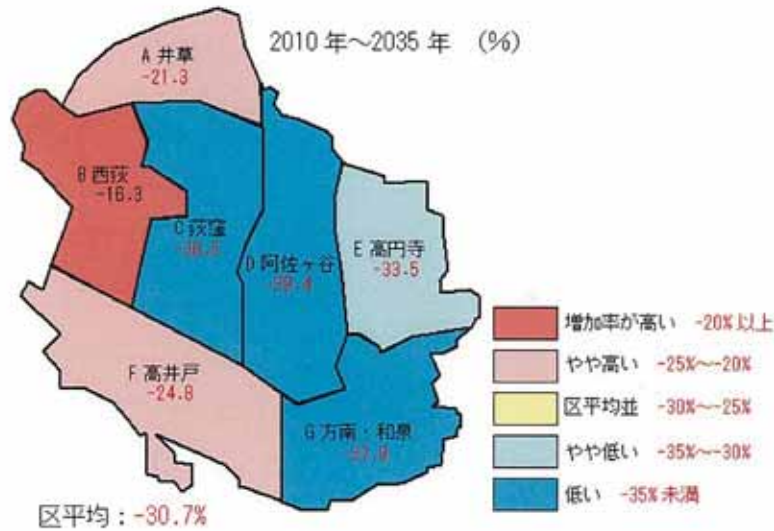 2010年～2035年 (%)
A 井草
-21.3
B 西荻
-16.3
C 荻窪
D 阿佐ヶ谷
E 高円寺
-33.5
F 高井戸
-24.8
G 方南・和泉
増加率が高い -20%以上
やや高い -25%～-20%
区平均並 -30%～-25%
やや低い -35%～-30%
低い -35%未満
区平均：-30.7%